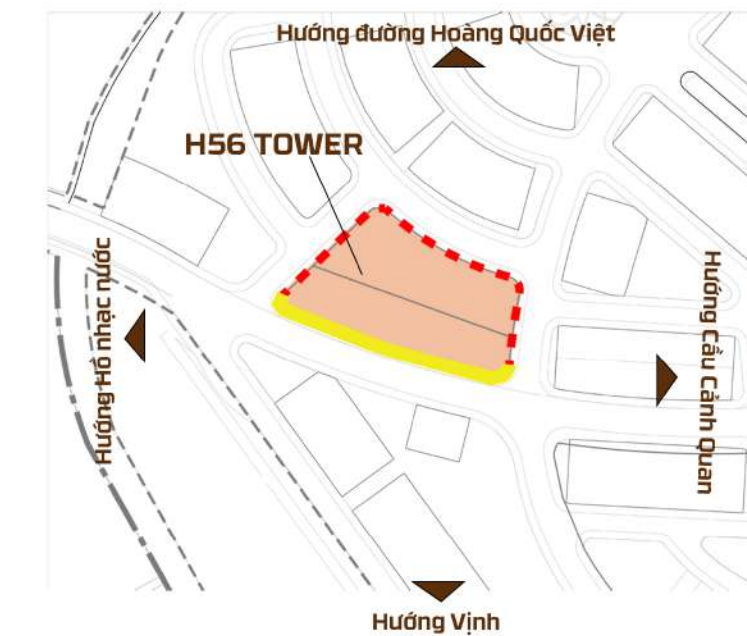 Hướng đường Hoàng Quốc Việt
H56 TOWER
Hướng Hồ nhạc nước
Hướng Cầu Cảnh Quan
Hướng Vịnh